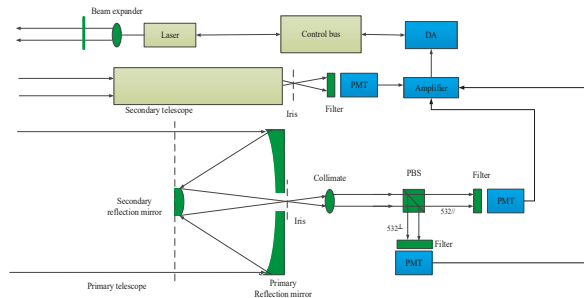 Beam expander
Laser
Control bus
DA
Secondary telescope
Iris
Filter
PMT
Amplifier
Secondary
reflection mirror
Collimate
PBS
Filter
Iris
532//
PMT
532⊥
Filter
PMT
Primary telescope
Primary
Reflection mirror